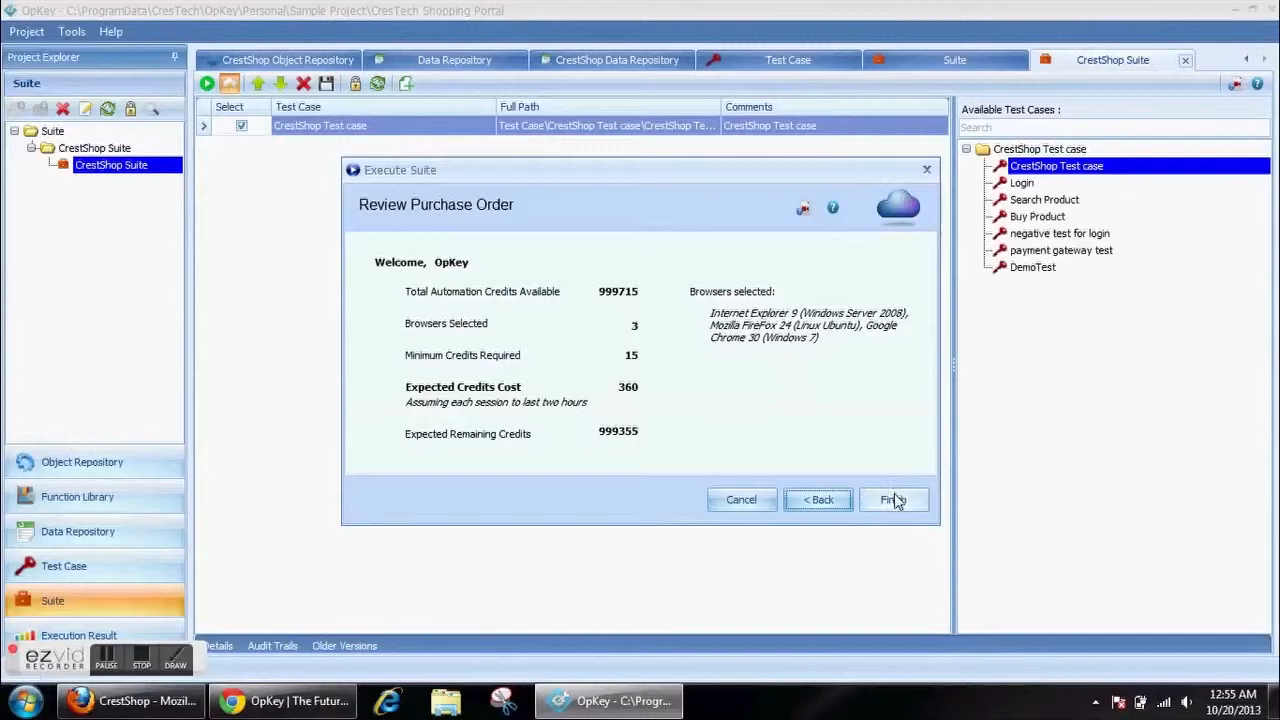 OpKey - C:\ProgramData\CresTech\OpKey\Personal\Sample Project\CresTech Shopping Portal
Project Tools Help
Project Explorer
CrestShop Object Repository Data Repository CrestShop Data Repository Test Case Suite CrestShop Suite
Suite
Select Test Case Full Path Comments
CrestShop Test case Test Case\CrestShop Test case\CrestShop Te... CrestShop Test case
Suite
CrestShop Suite
CrestShop Suite
Available Test Cases :
Search
CrestShop Test case
CrestShop Test case
Login
Search Product
Buy Product
negative test for login
payment gateway test
DemoTest
Execute Suite
Review Purchase Order
Welcome, OpKey
Total Automation Credits Available 999715
Browsers Selected 3
Minimum Credits Required 15
Expected Credits Cost 360
Assuming each session to last two hours
Expected Remaining Credits 999355
Browsers selected:
Internet Explorer 9 (Windows Server 2008),
Mozilla FireFox 24 (Linux Ubuntu), Google
Chrome 30 (Windows 7)
Cancel < Back
Object Repository
Function Library
Data Repository
Test Case
Suite
Execution Result
Audit Trails Older Versions
ezvid
RECORDER
PAUSE STOP DRAW
CrestShop - Mozil... OpKey | The Futur... OpKey - C:\Progr...
12:55 AM
10/20/2013